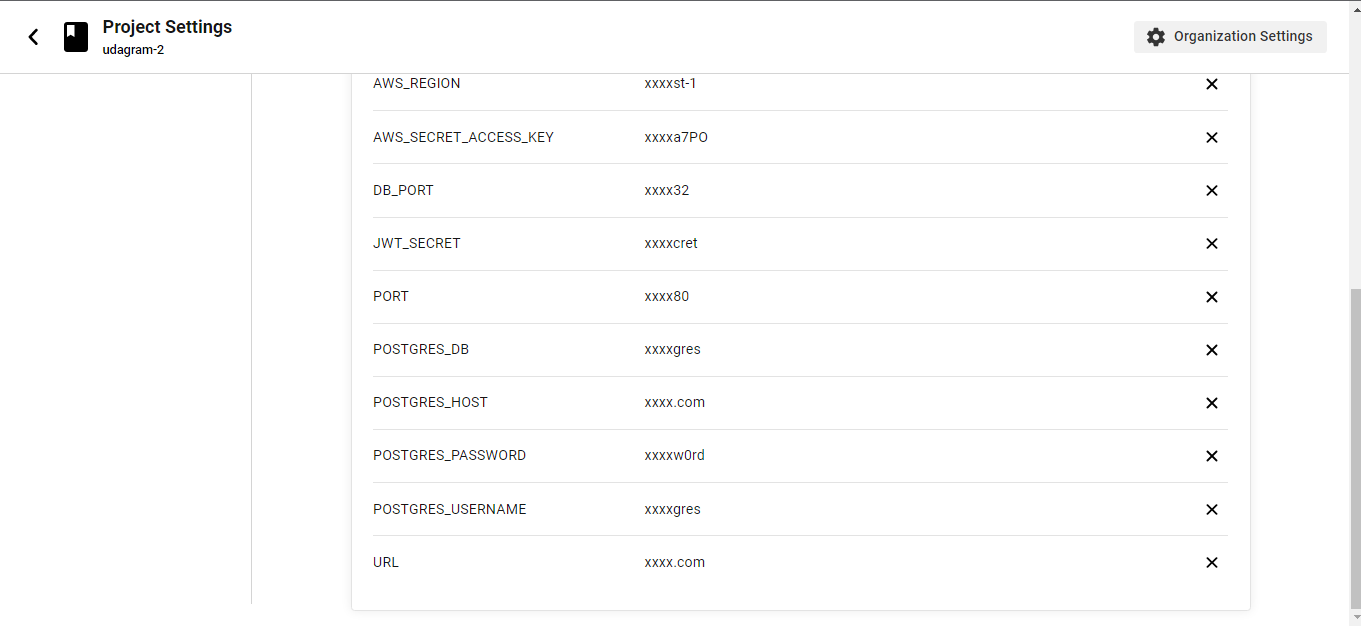 Project Settings
udagram-2
Organization Settings
AWS_REGION xxxxst-1
AWS_SECRET_ACCESS_KEY xxxxa7PO
DB_PORT xxxx32
JWT_SECRET xxxxcret
PORT xxxx80
POSTGRES_DB xxxxgres
POSTGRES_HOST xxxx.com
POSTGRES_PASSWORD xxxxw0rd
POSTGRES_USERNAME xxxxgres
URL xxxx.com